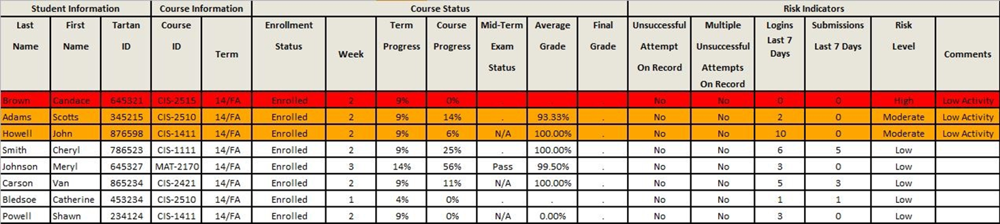 Student Information Course Information Course Status Risk Indicators
Last Name First Name Tartan ID Course ID Term Enrollment Status Week Term Progress Course Progress Mid-Term Exam Status Average Grade Final Grade Unsuccessful Attempt On Record Multiple Unsuccessful Attempts On Record Logins Last 7 Days Submissions Last 7 Days Risk Level Comments
Brown Candace 645321 CIS-2515 14/FA Enrolled 2 9% 0% . No No 0 0 High Low Activity
Adams Scotts 345215 CIS-2510 14/FA Enrolled 2 9% 14% . 93.33% . No No 2 0 Moderate Low Activity
Howell John 876598 CIS-1411 14/FA Enrolled 2 9% 6% N/A 100.00% . No No 10 0 Moderate Low Activity
Smith Cheryl 786523 CIS-1111 14/FA Enrolled 2 9% 25% 100.00% . No No 6 5 Low
Johnson Meryl 645327 MAT-2170 14/FA Enrolled 3 14% 56% Pass 99.50% . No No 3 0 Low
Carson Van 865234 CIS-2421 14/FA Enrolled 2 9% 11% N/A 100.00% . No No 5 3 Low
Bledsoe Catherine 453234 CIS-2510 14/FA Enrolled 1 4% 0% . . . No No 1 1 Low
Powell Shawn 234124 CIS-1411 14/FA Enrolled 2 9% 0% N/A 0.00% . No No 3 0 Low